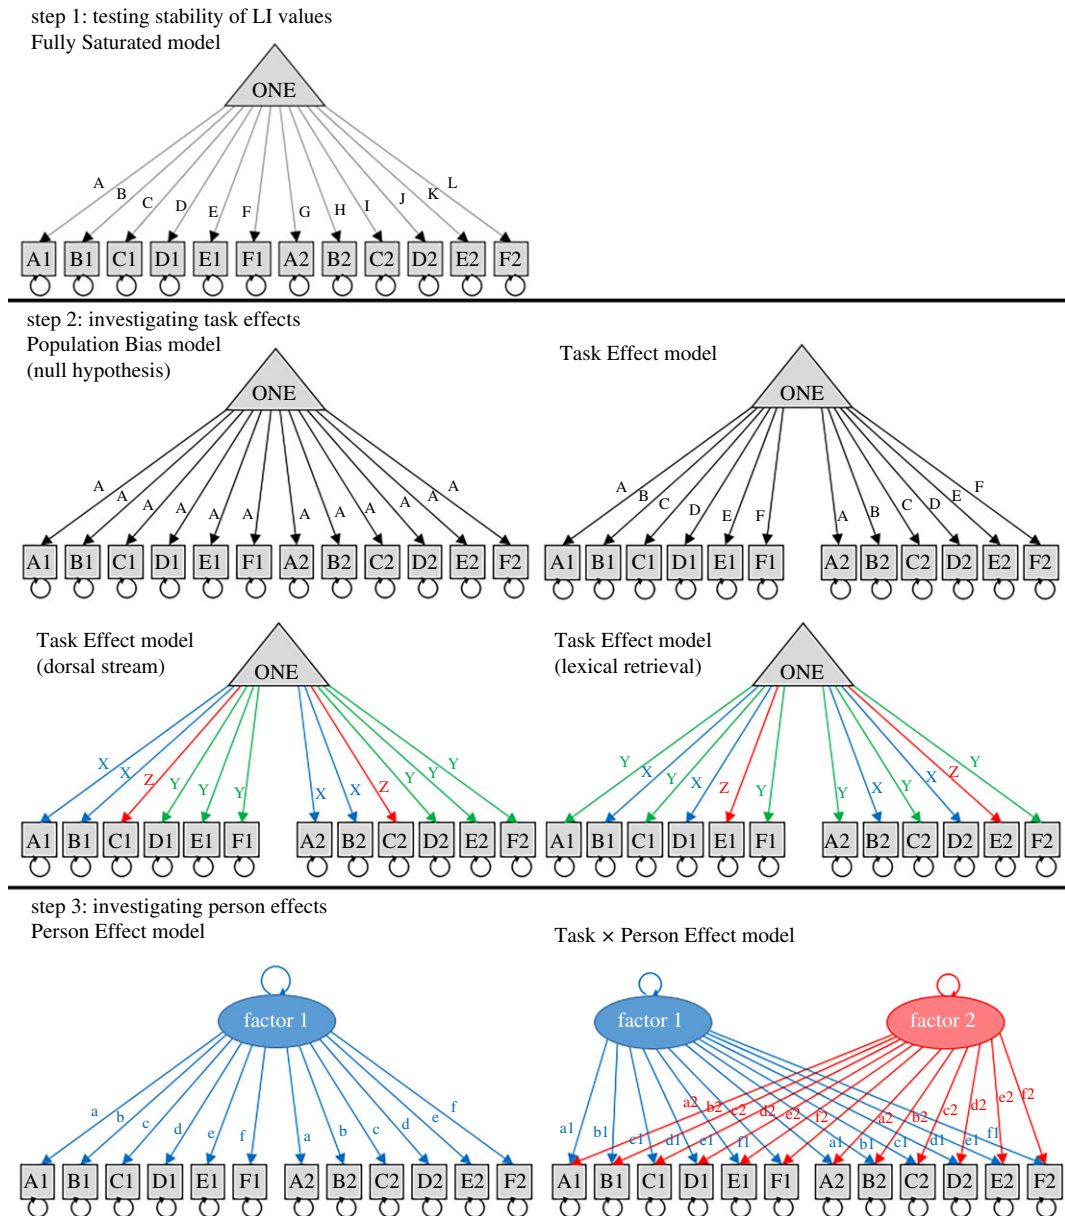 step 1: testing stability of LI values
Fully Saturated model
ONE
A B C D E F G H I J K L
A1 B1 C1 D1 E1 F1 A2 B2 C2 D2 E2 F2
step 2: investigating task effects
Population Bias model
(null hypothesis)
ONE
A A A A A A A A A A A A
A1 B1 C1 D1 E1 F1 A2 B2 C2 D2 E2 F2
Task Effect model
ONE
A B C D E F A B C D E F
A1 B1 C1 D1 E1 F1 A2 B2 C2 D2 E2 F2
Task Effect model
(dorsal stream)
ONE
X X Z Y Y Y X X Z Y Y Y
A1 B1 C1 D1 E1 F1 A2 B2 C2 D2 E2 F2
Task Effect model
(lexical retrieval)
ONE
Y X Y X Z Y Y X Y X Z Y
A1 B1 C1 D1 E1 F1 A2 B2 C2 D2 E2 F2
step 3: investigating person effects
Person Effect model
factor 1
a b c d e f a b c d e f
A1 B1 C1 D1 E1 F1 A2 B2 C2 D2 E2 F2
Task × Person Effect model
factor 1 factor 2
a2 b2 c2 d2 e2 f2 a2 b2 c2 d2 e2 f2
a1 b1 c1 d1 e1 f1 a1 b1 c1 d1 e1 f1
A1 B1 C1 D1 E1 F1 A2 B2 C2 D2 E2 F2